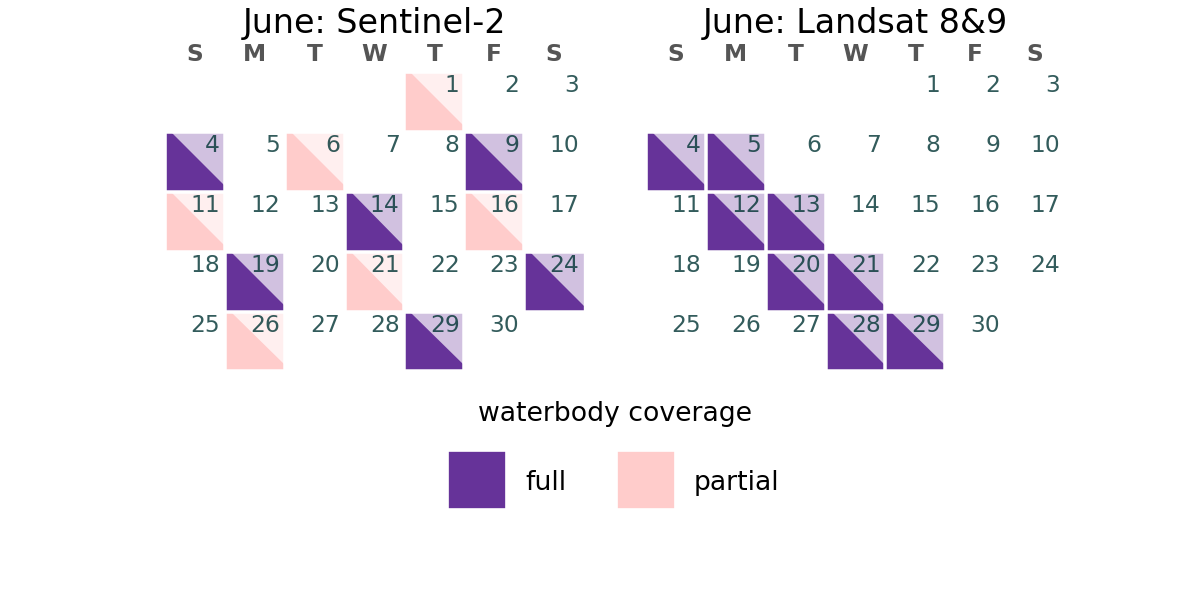 June: Sentinel-2
S M T W T F S
1 2 3
4 5 6 7 8 9 10
11 12 13 14 15 16 17
18 19 20 21 22 23 24
25 26 27 28 29 30
June: Landsat 8&9
S M T W T F S
1 2 3
4 5 6 7 8 9 10
11 12 13 14 15 16 17
18 19 20 21 22 23 24
25 26 27 28 29 30
waterbody coverage
full partial